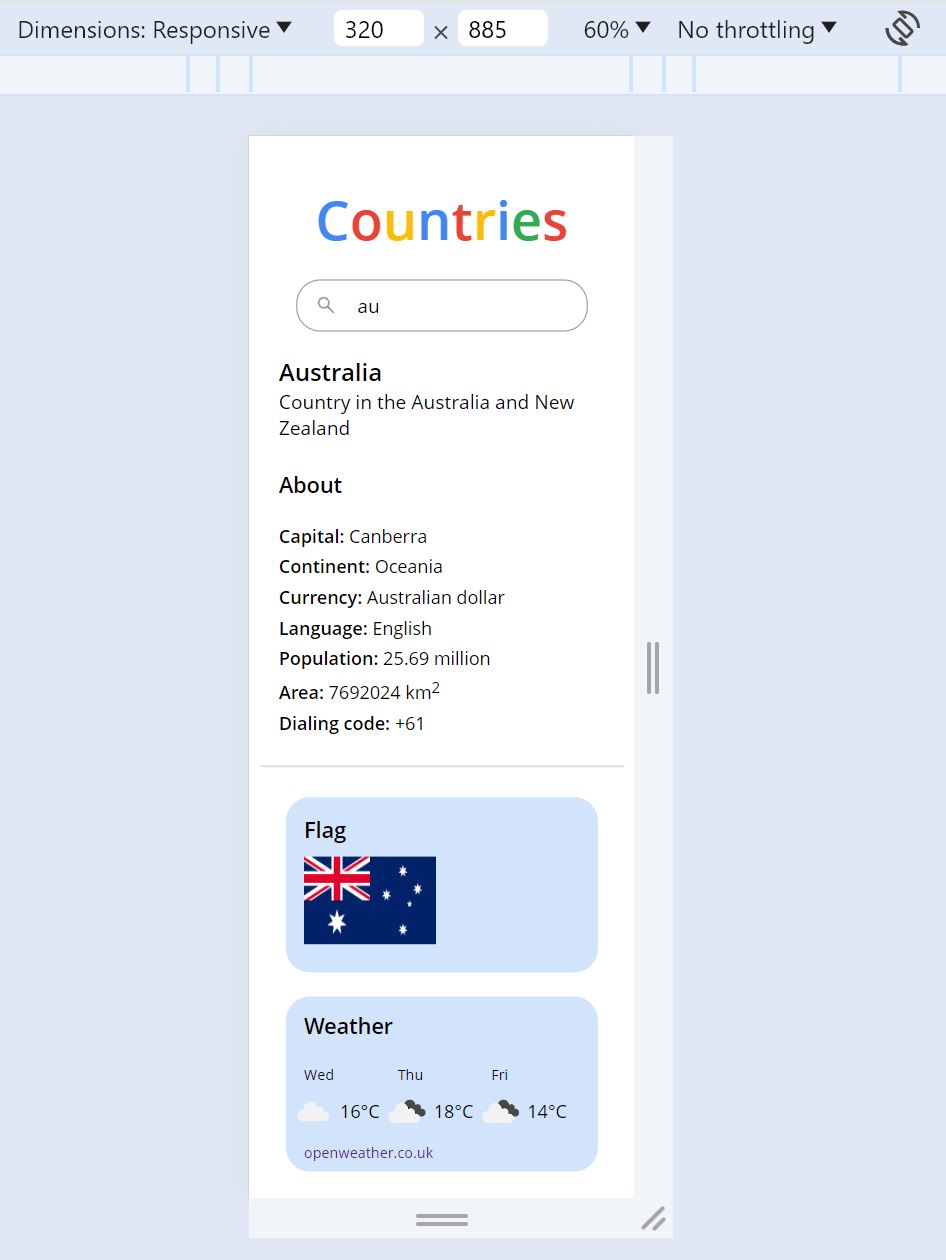 Dimensions: Responsive 320 × 885 60% No throttling
Countries
au
Australia
Country in the Australia and New
Zealand
About
Capital: Canberra
Continent: Oceania
Currency: Australian dollar
Language: English
Population: 25.69 million
Area: 7692024 km²
Dialing code: +61
Flag
Weather
Wed Thu Fri
16°C 18°C 14°C
openweather.co.uk